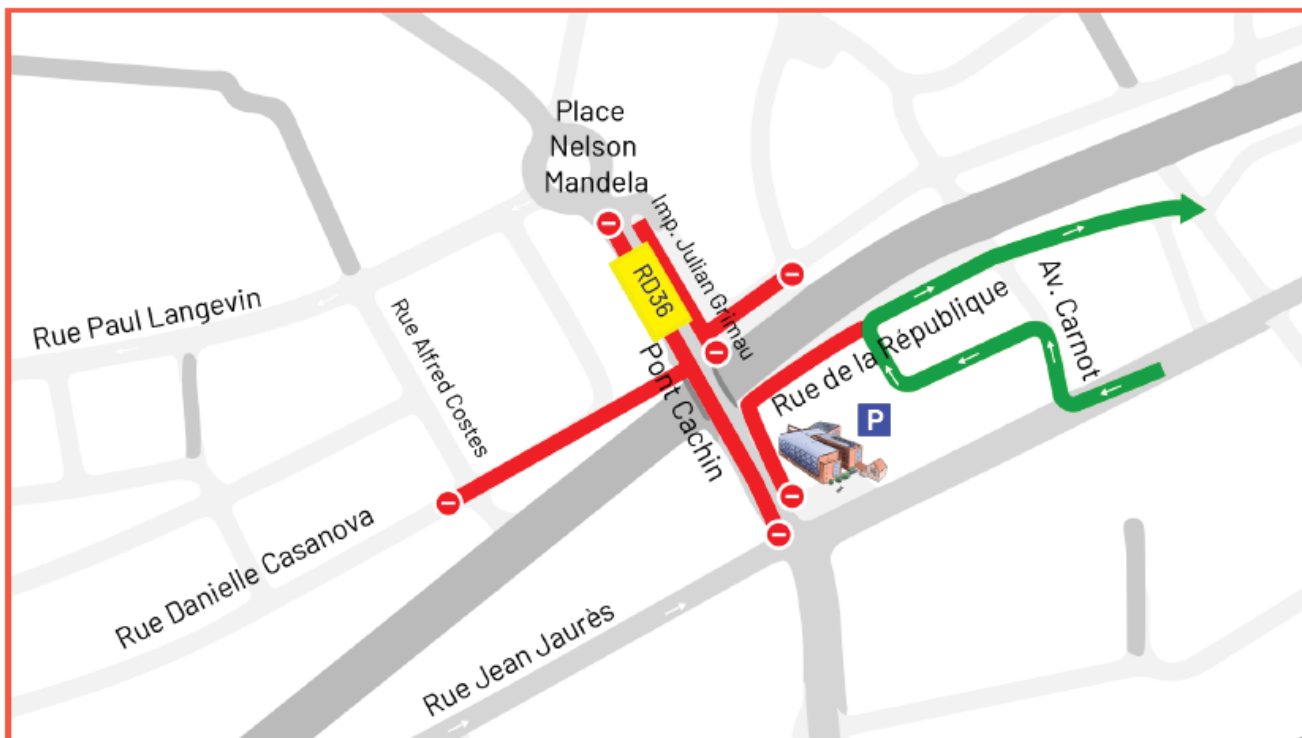 Place
Nelson
Mandela
Imp. Julian Grimau
RD36
Rue Paul Langevin
Rue Alfred Costes
Pont Cachin
Rue de la République
Av. Carnot
P
Rue Danielle Casanova
Rue Jean Jaurès